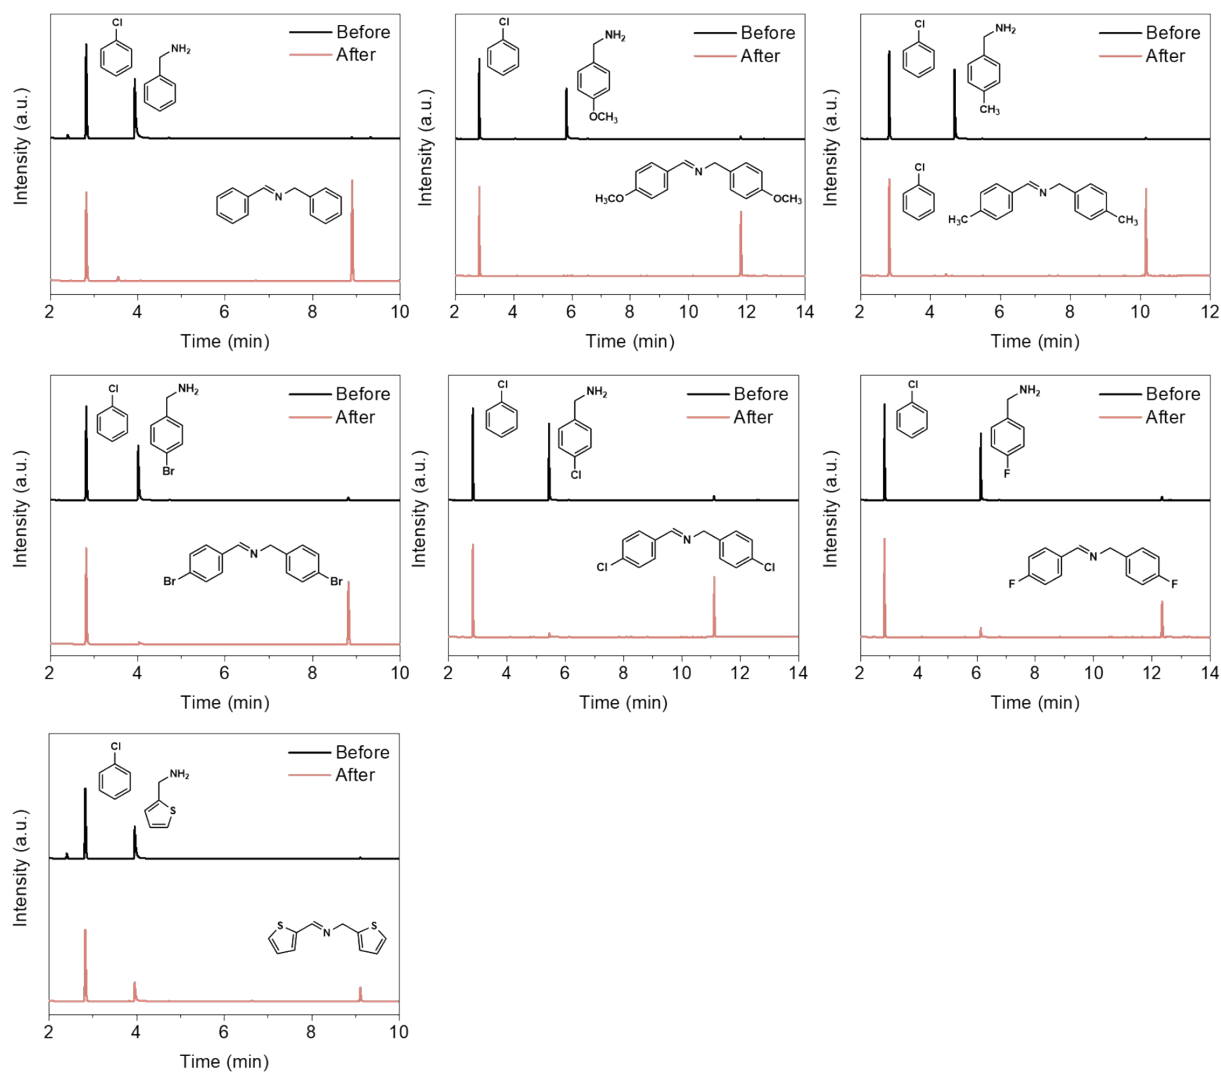 Cl
NH₂
Before
After
Intensity (a.u.)
2 4 6 8 10
Time (min)
Cl
NH₂
OCH₃
Before
After
Intensity (a.u.)
OCH₃
OCH₃
2 4 6 8 10 12 14
Time (min)
Cl
NH₂
CH₃
Before
After
Intensity (a.u.)
Cl
N
H₃C
CH₃
2 4 6 8 10 12
Time (min)
N
N
Cl
NH₂
Br
Before
After
Intensity (a.u.)
N
Br
Br
2 4 6 8 10
Time (min)
Cl
NH₂
Cl
Before
After
Intensity (a.u.)
N
Cl
Cl
2 4 6 8 10 12 14
Time (min)
Cl
NH₂
F
Before
After
Intensity (a.u.)
N
F
F
2 4 6 8 10 12 14
Time (min)
Cl
NH₂
S
Before
After
Intensity (a.u.)
S
N
S
2 4 6 8 10
Time (min)